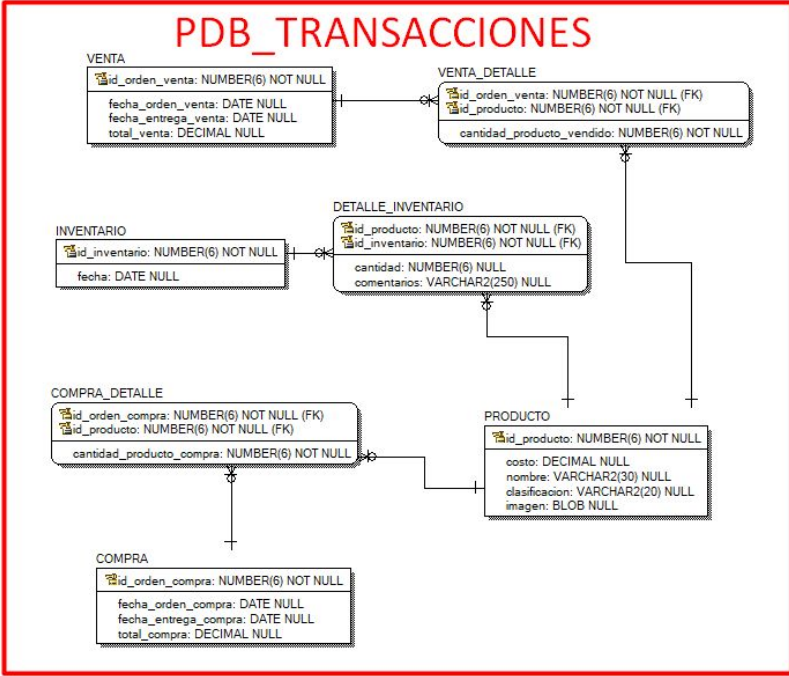 PDB_TRANSACCIONES
VENTA
id_orden_venta: NUMBER(6) NOT NULL
fecha_orden_venta: DATE NULL
fecha_entrega_venta: DATE NULL
total_venta: DECIMAL NULL
VENTA_DETALLE
id_orden_venta: NUMBER(6) NOT NULL (FK)
id_producto: NUMBER(6) NOT NULL (FK)
cantidad_producto_vendido: NUMBER(6) NOT NULL
INVENTARIO
id_inventario: NUMBER(6) NOT NULL
fecha: DATE NULL
DETALLE_INVENTARIO
id_producto: NUMBER(6) NOT NULL (FK)
id_inventario: NUMBER(6) NOT NULL (FK)
cantidad: NUMBER(6) NULL
comentarios: VARCHAR2(250) NULL
COMPRA_DETALLE
id_orden_compra: NUMBER(6) NOT NULL (FK)
id_producto: NUMBER(6) NOT NULL (FK)
cantidad_producto_compra: NUMBER(6) NOT NULL
PRODUCTO
id_producto: NUMBER(6) NOT NULL
costo: DECIMAL NULL
nombre: VARCHAR2(30) NULL
clasificacion: VARCHAR2(20) NULL
imagen: BLOB NULL
COMPRA
id_orden_compra: NUMBER(6) NOT NULL
fecha_orden_compra: DATE NULL
fecha_entrega_compra: DATE NULL
total_compra: DECIMAL NULL